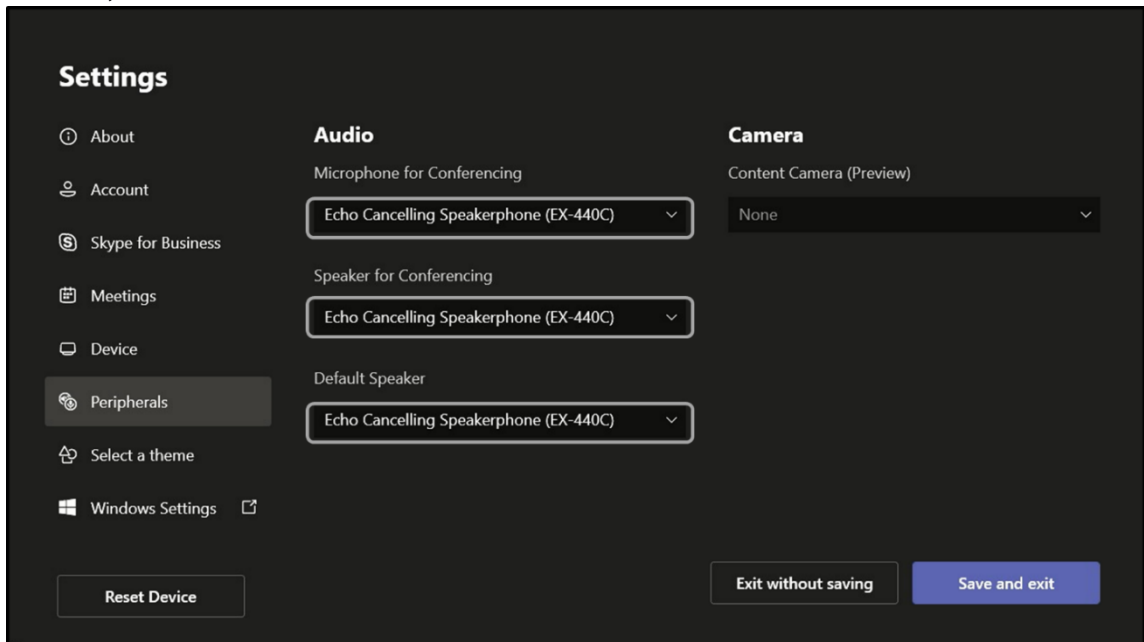 Settings
About
Account
Skype for Business
Meetings
Device
Peripherals
Select a theme
Windows Settings
Reset Device
Audio
Microphone for Conferencing
Echo Cancelling Speakerphone (EX-440C)
Speaker for Conferencing
Echo Cancelling Speakerphone (EX-440C)
Default Speaker
Echo Cancelling Speakerphone (EX-440C)
Camera
Content Camera (Preview)
None
Exit without saving
Save and exit